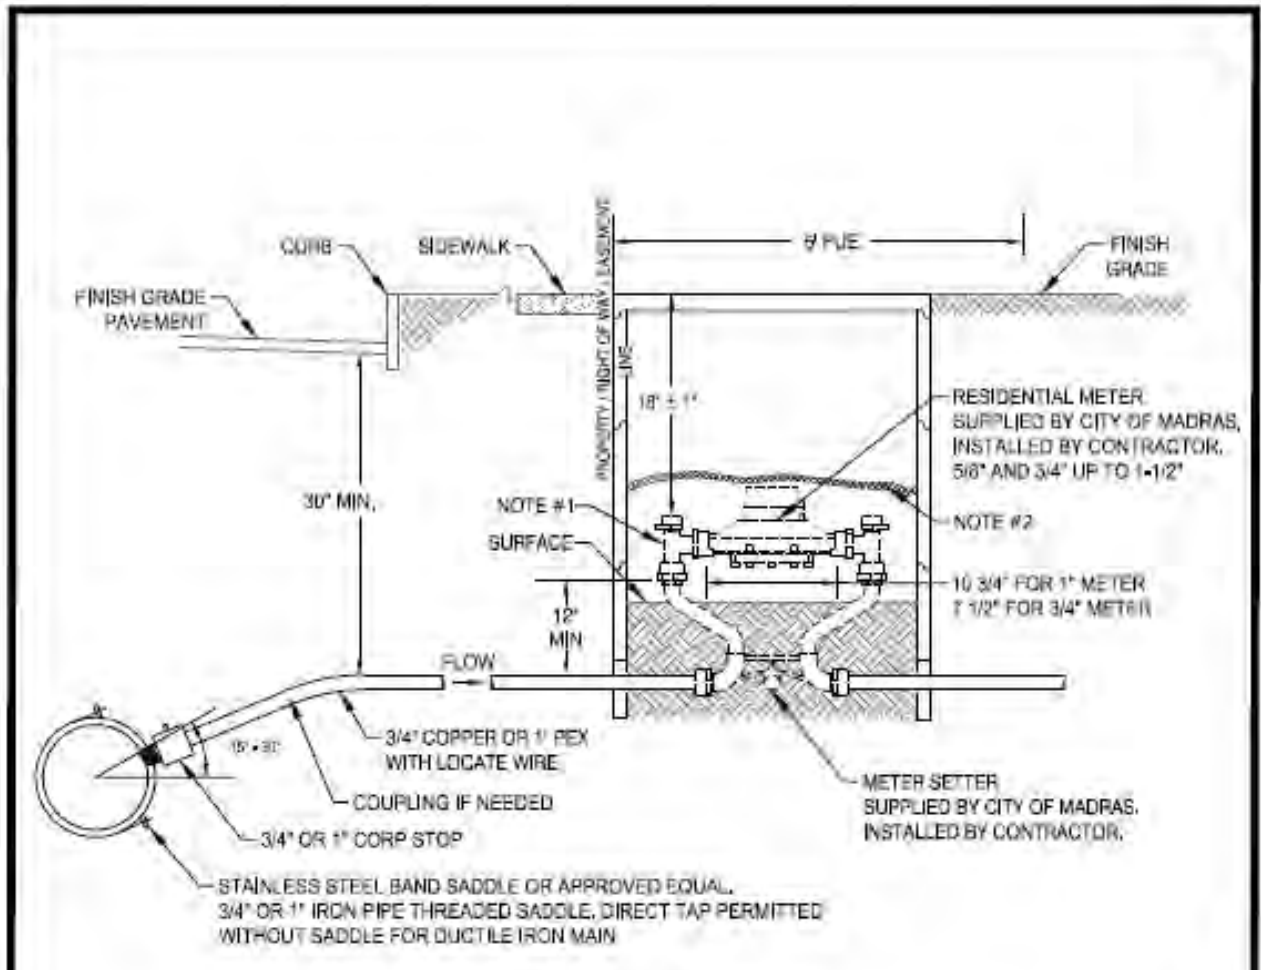 CURB
SIDEWALK
PROPERTY / RIGHT OF WAY / EASEMENT
LINE
PUE
FINISH
GRADE
FINISH GRADE
PAVEMENT
18" ± 1"
RESIDENTIAL METER
SUPPLIED BY CITY OF MADRAS,
INSTALLED BY CONTRACTOR.
5/8" AND 3/4" UP TO 1-1/2"
30" MIN.
NOTE #1
NOTE #2
SURFACE
10 3/4" FOR 1" METER
7 1/2" FOR 3/4" METER
12"
MIN
FLOW
3/4" COPPER OR 1" PEX
WITH LOCATE WIRE
COUPLING IF NEEDED
METER SETTER
SUPPLIED BY CITY OF MADRAS.
INSTALLED BY CONTRACTOR.
3/4" OR 1" CORP STOP
STAINLESS STEEL BAND SADDLE OR APPROVED EQUAL.
3/4" OR 1" IRON PIPE THREADED SADDLE, DIRECT TAP PERMITTED
WITHOUT SADDLE FOR DUCTILE IRON MAIN